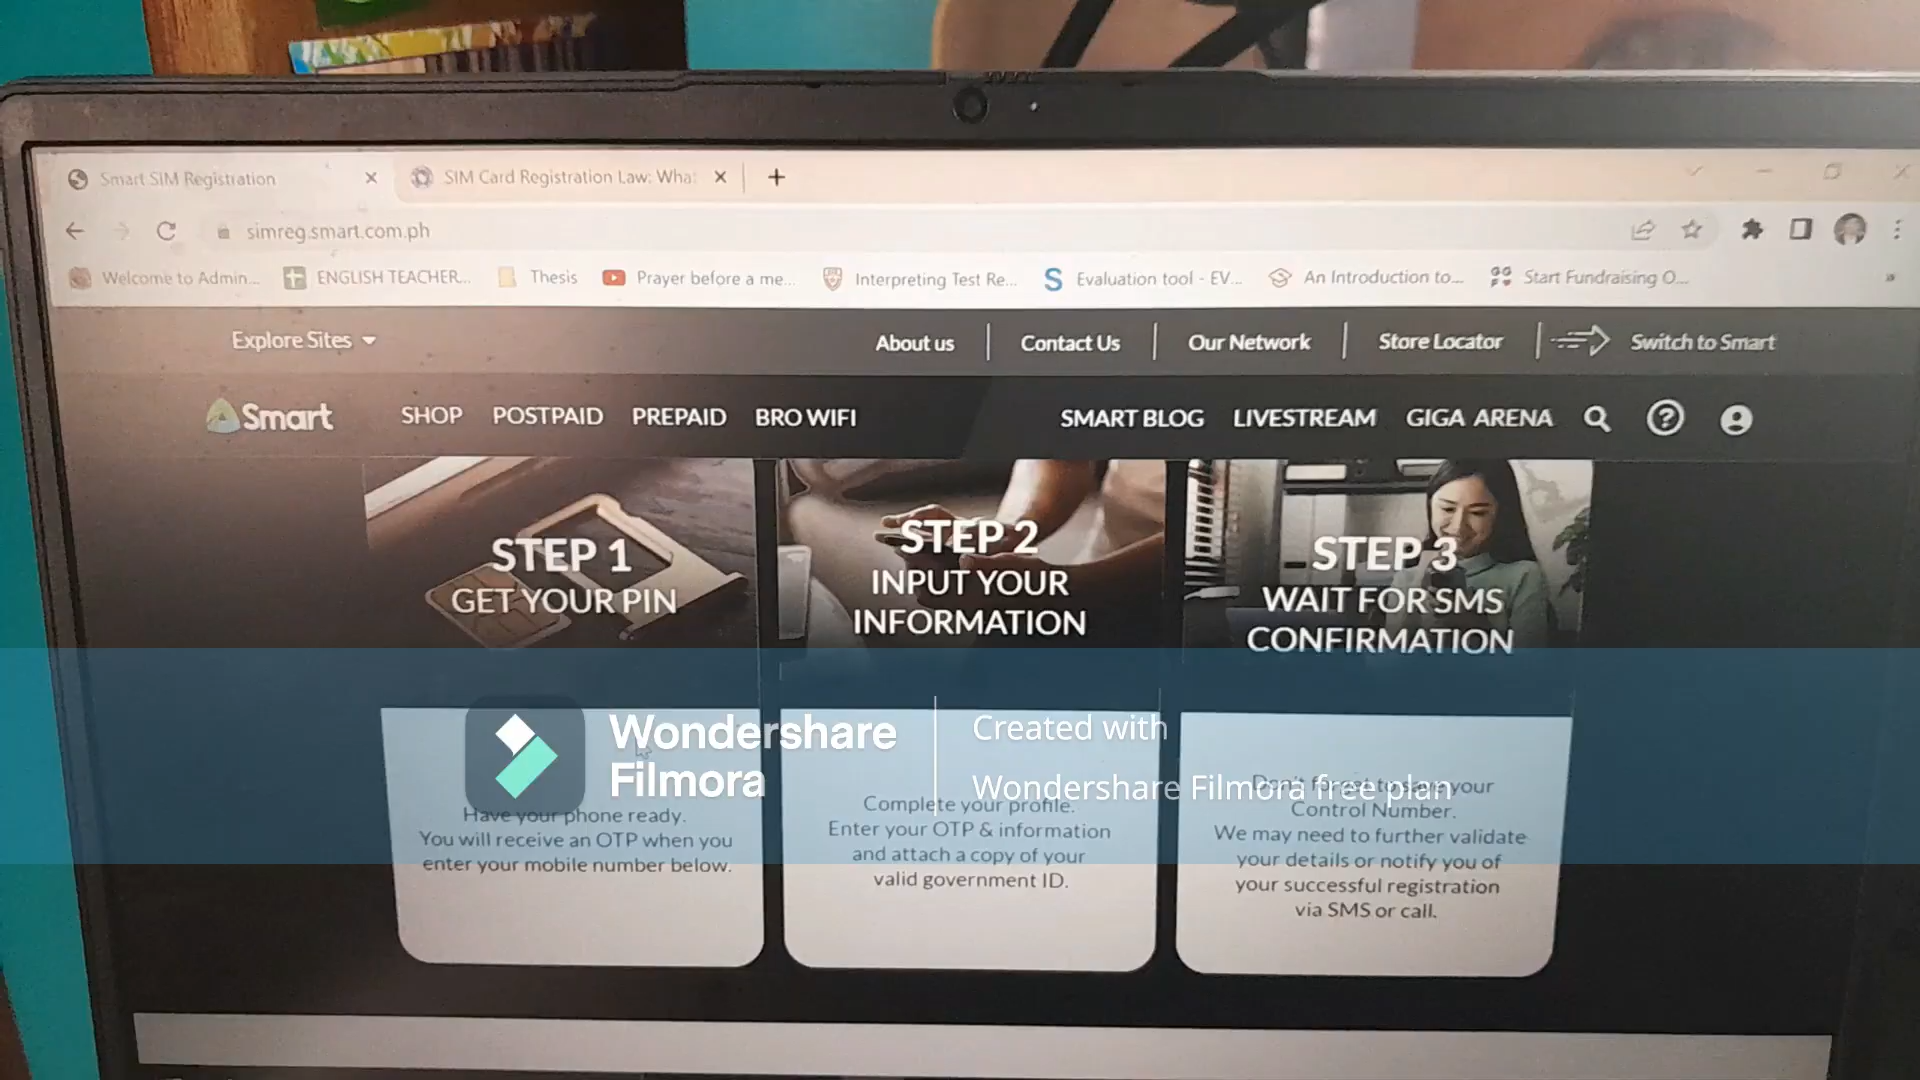 Smart SIM Registration
SIM Card Registration Law: Wha
simreg.smart.com.ph
Welcome to Admin...
ENGLISH TEACHER...
Thesis
Prayer before a me...
Interpreting Test Re...
Evaluation tool - EV...
An Introduction to...
Start Fundraising O...
Explore Sites
About us
Contact Us
Our Network
Store Locator
Switch to Smart
Smart
SHOP
POSTPAID
PREPAID
BRO WIFI
SMART BLOG
LIVESTREAM
GIGA ARENA
STEP 1
GET YOUR PIN
STEP 2
INPUT YOUR
INFORMATION
STEP 3
WAIT FOR SMS
CONFIRMATION
Wondershare
Filmora
Created with
Wondershare Filmora free plan
Have your phone ready.
You will receive an OTP when you
enter your mobile number below.
Complete your profile.
Enter your OTP & information
and attach a copy of your
valid government ID.
Don't forget to save your
Control Number.
We may need to further validate
your details or notify you of
your successful registration
via SMS or call.